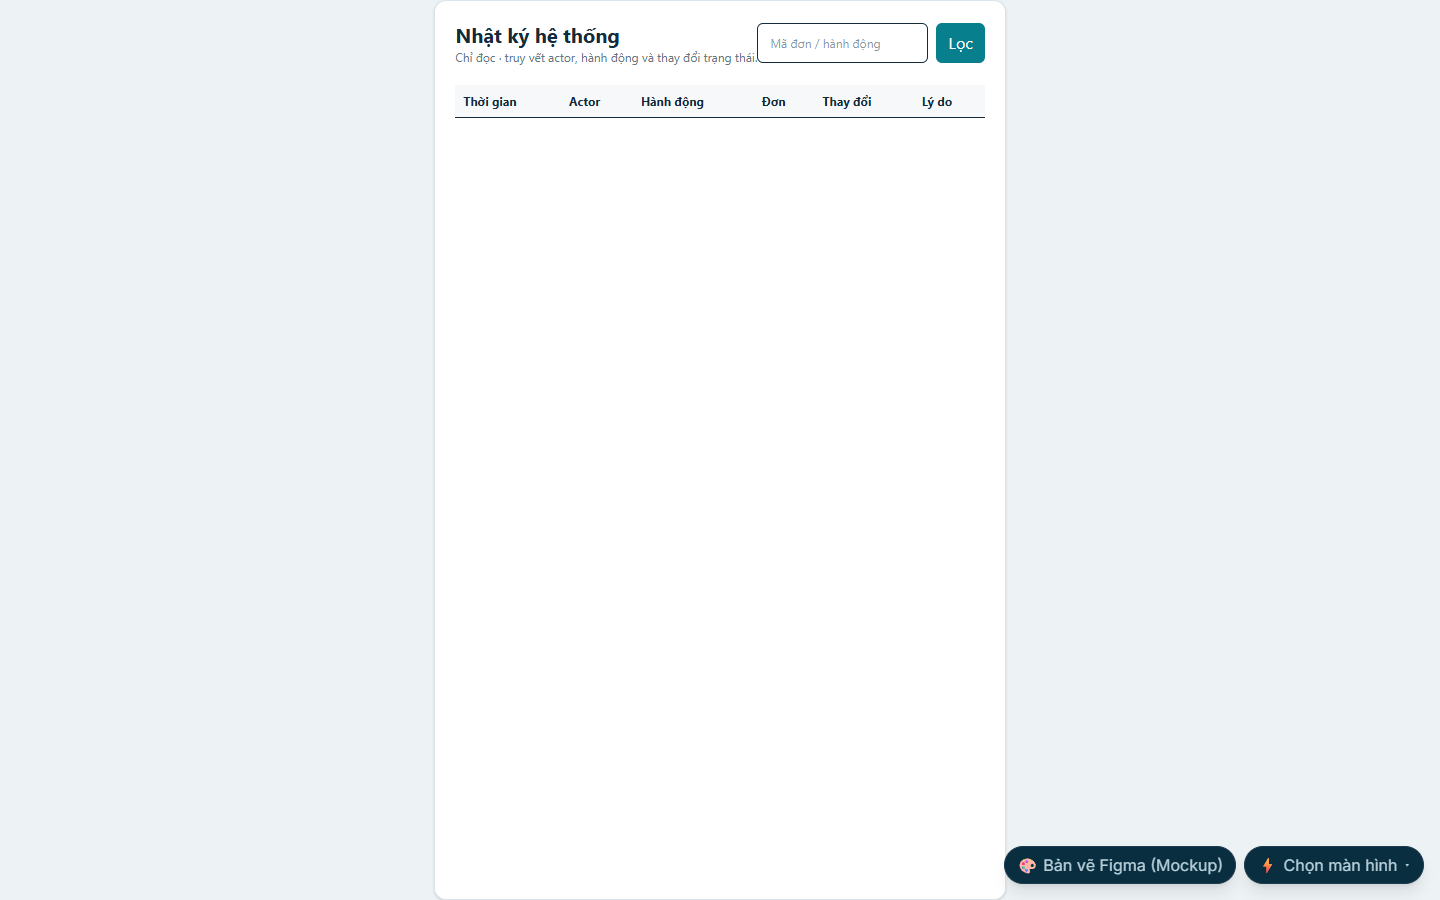 Nhật ký hệ thống
Chỉ đọc · truy vết actor, hành động và thay đổi trạng thái.
Mã đơn / hành động
Lọc
Thời gian Actor Hành động Đơn Thay đổi Lý do
Bản vẽ Figma (Mockup)
Chọn màn hình